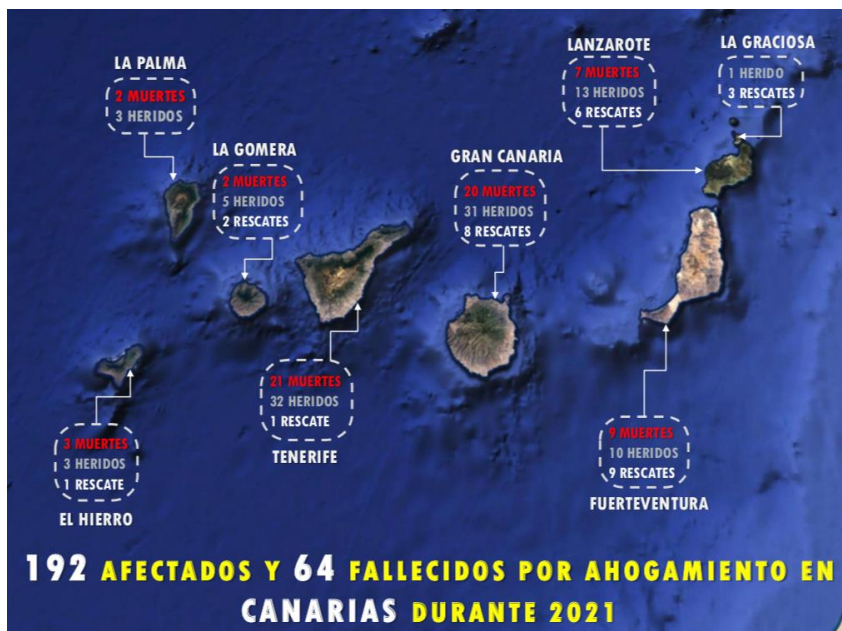 LA PALMA
2 MUERTES
3 HERIDOS
LA GOMERA
2 MUERTES
5 HERIDOS
2 RESCATES
GRAN CANARIA
20 MUERTES
31 HERIDOS
8 RESCATES
LANZAROTE
7 MUERTES
13 HERIDOS
6 RESCATES
LA GRACIOSA
1 HERIDO
3 RESCATES
3 MUERTES
3 HERIDOS
1 RESCATE
EL HIERRO
21 MUERTES
32 HERIDOS
1 RESCATE
TENERIFE
9 MUERTES
10 HERIDOS
9 RESCATES
FUERTEVENTURA
192 AFECTADOS Y 64 FALLECIDOS POR AHOGAMIENTO EN
CANARIAS DURANTE 2021